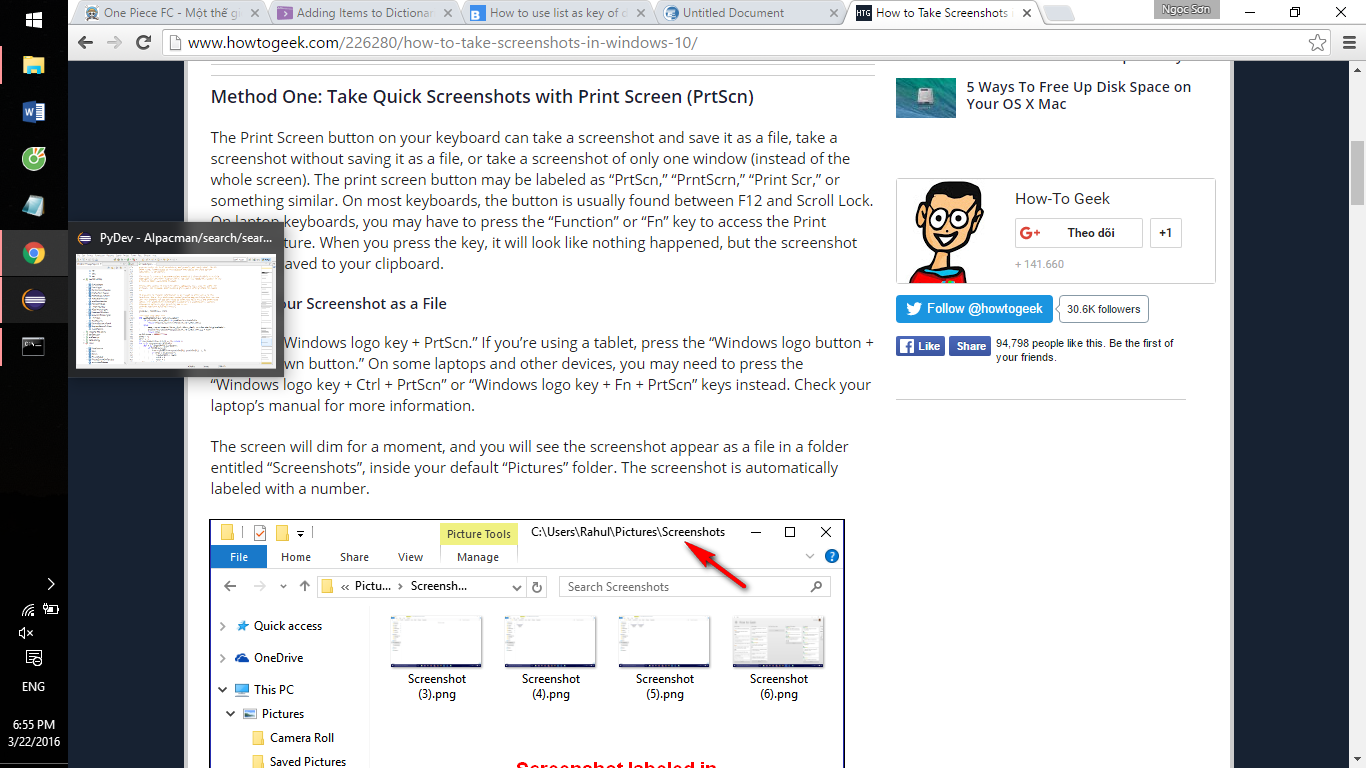 One Piece FC - Một thế gi
Adding Items to Dictionar
How to use list as key of d
Untitled Document
HTG How to Take Screenshots
Ngọc Sơn
www.howtogeek.com/226280/how-to-take-screenshots-in-windows-10/
Method One: Take Quick Screenshots with Print Screen (PrtScn)
The Print Screen button on your keyboard can take a screenshot and save it as a file, take a
screenshot without saving it as a file, or take a screenshot of only one window (instead of the
whole screen). The print screen button may be labeled as “PrtScn,” “PrntScrn,” “Print Scr,” or
something similar. On most keyboards, the button is usually found between F12 and Scroll Lock.
On laptop keyboards, you may have to press the “Function” or “Fn” key to access the Print
ture. When you press the key, it will look like nothing happened, but the screenshot
aved to your clipboard.
ur Screenshot as a File
Windows logo key + PrtScn.” If you’re using a tablet, press the “Windows logo button +
wn button.” On some laptops and other devices, you may need to press the
“Windows logo key + Ctrl + PrtScn” or “Windows logo key + Fn + PrtScn” keys instead. Check your
laptop’s manual for more information.
The screen will dim for a moment, and you will see the screenshot appear as a file in a folder
entitled “Screenshots”, inside your default “Pictures” folder. The screenshot is automatically
labeled with a number.
PyDev - Alpacman/search/sear...
Picture Tools
C:\Users\Rahul\Pictures\Screenshots
File Home Share View Manage
Pictu... Screensh...
Search Screenshots
Quick access
OneDrive
This PC
Pictures
Camera Roll
Saved Pictures
Screenshot
(3).png
Screenshot
(4).png
Screenshot
(5).png
Screenshot
(6).png
Screenshot labeled in
5 Ways To Free Up Disk Space on
Your OS X Mac
How-To Geek
G+ Theo dõi
+1
+ 141.660
Follow @howtogeek
30.6K followers
Like
Share
94,798 people like this. Be the first of
your friends.
ENG
6:55 PM
3/22/2016